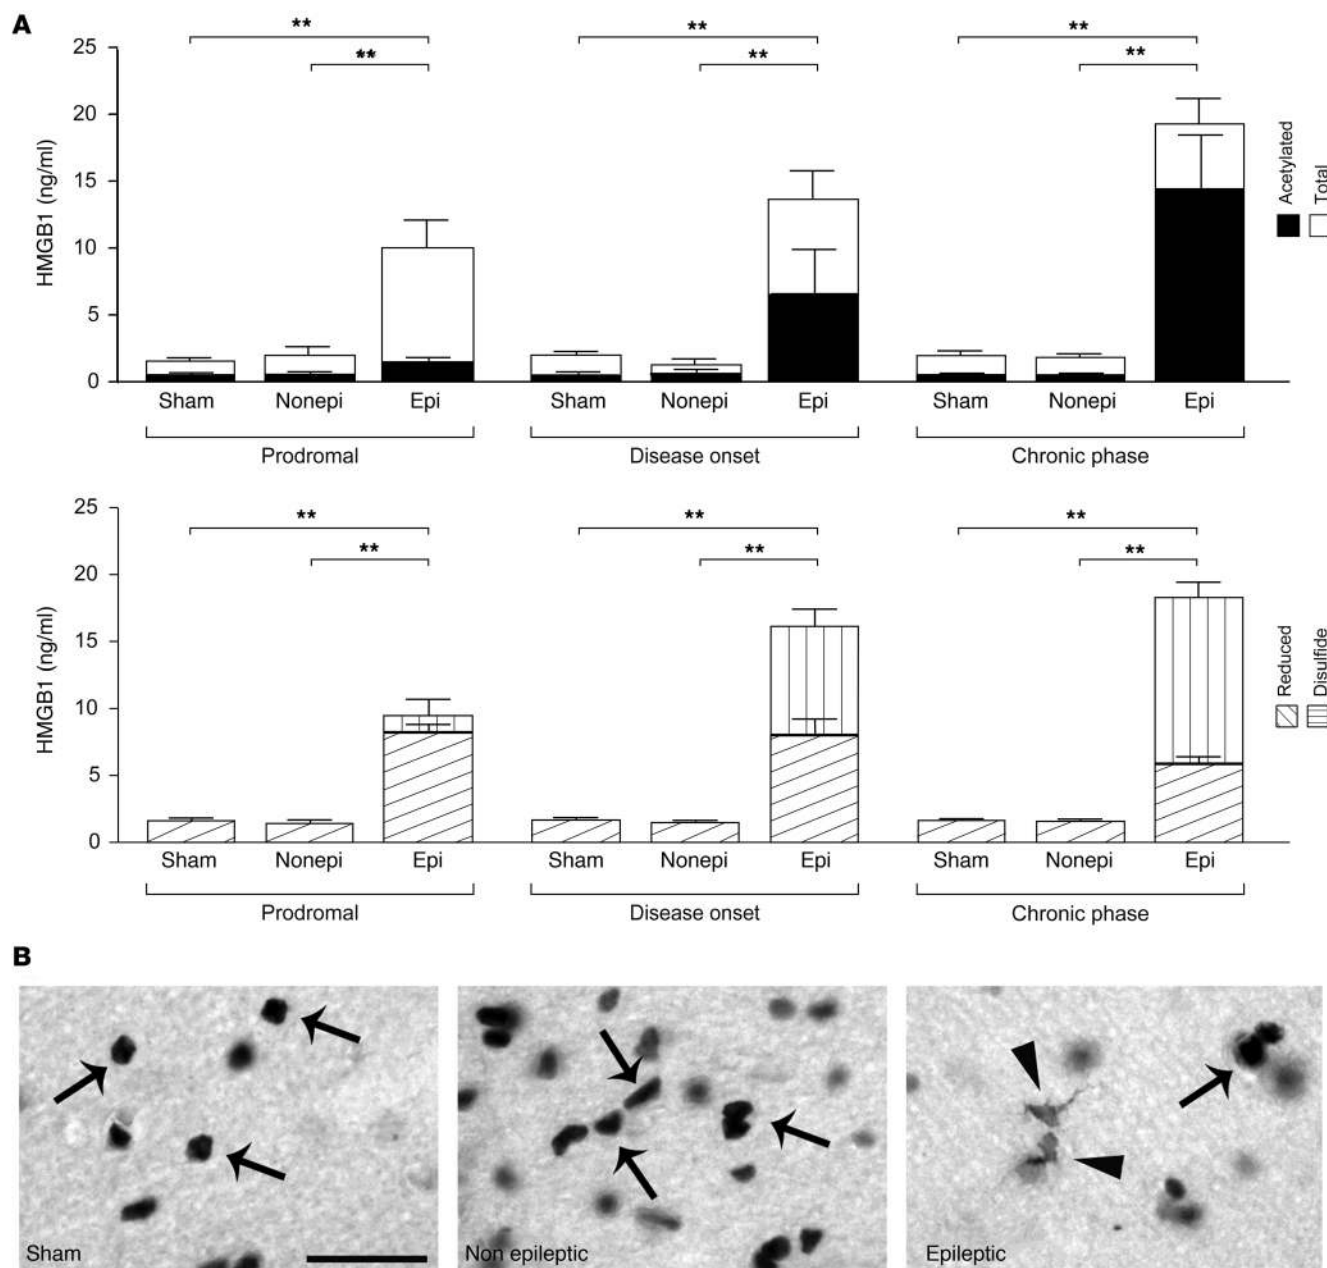 A
** ** **
** ** **
25
20
15
10
5
0
HMGB1 (ng/ml)
Acetylated
Total
Sham Nonepi Epi Sham Nonepi Epi Sham Nonepi Epi
Prodromal Disease onset Chronic phase
25
20
15
10
5
0
HMGB1 (ng/ml)
** ** **
** ** **
Reduced
Disulfide
Sham Nonepi Epi Sham Nonepi Epi Sham Nonepi Epi
Prodromal Disease onset Chronic phase
B
Sham Non epileptic Epileptic